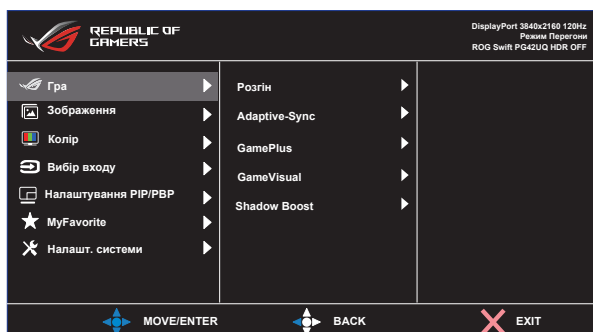 REPUBLIC OF
GAMERS
DisplayPort 3840x2160 120Hz
Режим Перегони
ROG Swift PG42UQ HDR OFF
Гра
Зображення
Колір
Вибір входу
Налаштування PIP/PBP
MyFavorite
Налашт. системи
Розгін
Adaptive-Sync
GamePlus
GameVisual
Shadow Boost
MOVE/ENTER
BACK
EXIT